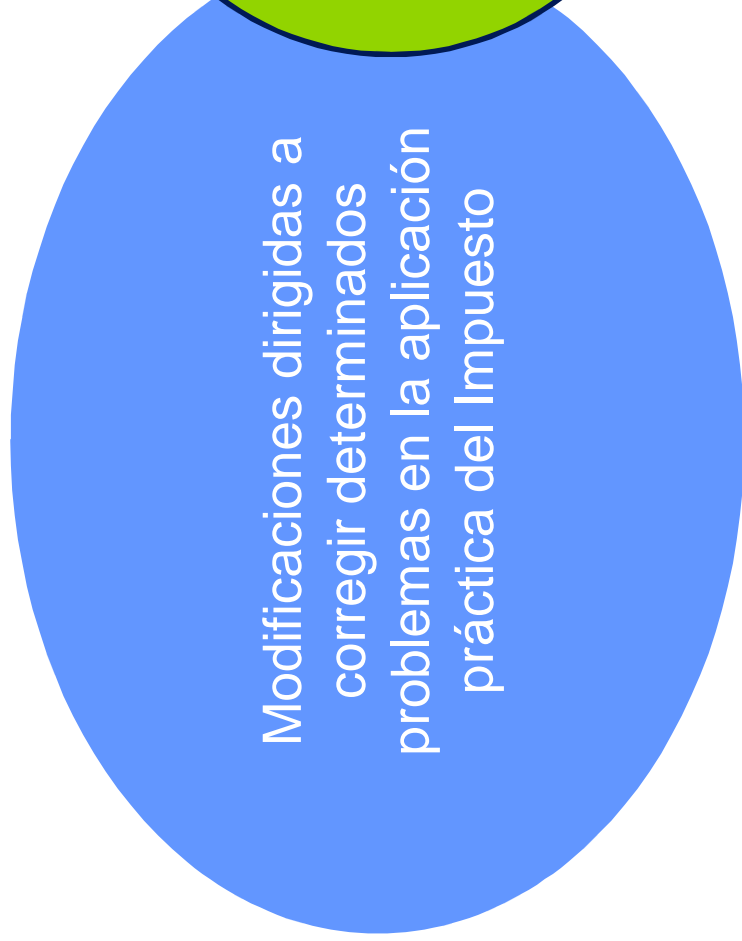 Modificaciones dirigidas a
corregir determinados
problemas en la aplicación
práctica del Impuesto